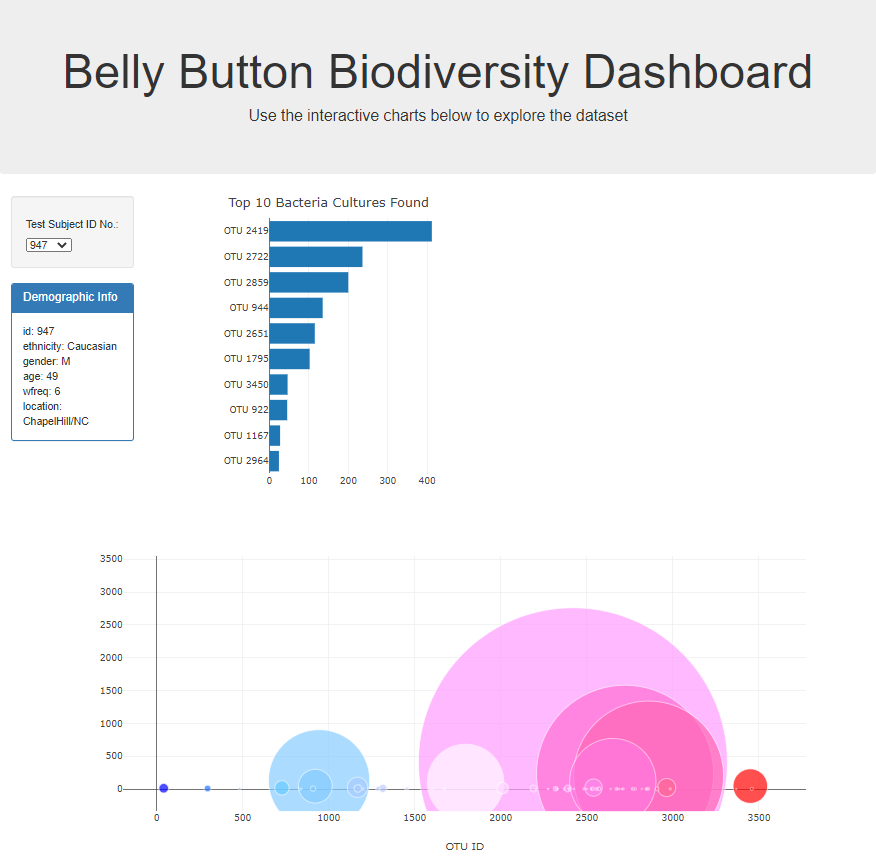 Belly Button Biodiversity Dashboard
Use the interactive charts below to explore the dataset
Test Subject ID No.:
947
Demographic Info
id: 947
ethnicity: Caucasian
gender: M
age: 49
wfreq: 6
location:
ChapelHill/NC
Top 10 Bacteria Cultures Found
OTU 2419
OTU 2722
OTU 2859
OTU 944
OTU 2651
OTU 1795
OTU 3450
OTU 922
OTU 1167
OTU 2964
0 100 200 300 400
3500
3000
2500
2000
1500
1000
500
0
0 500 1000 1500 2000 2500 3000 3500
OTU ID